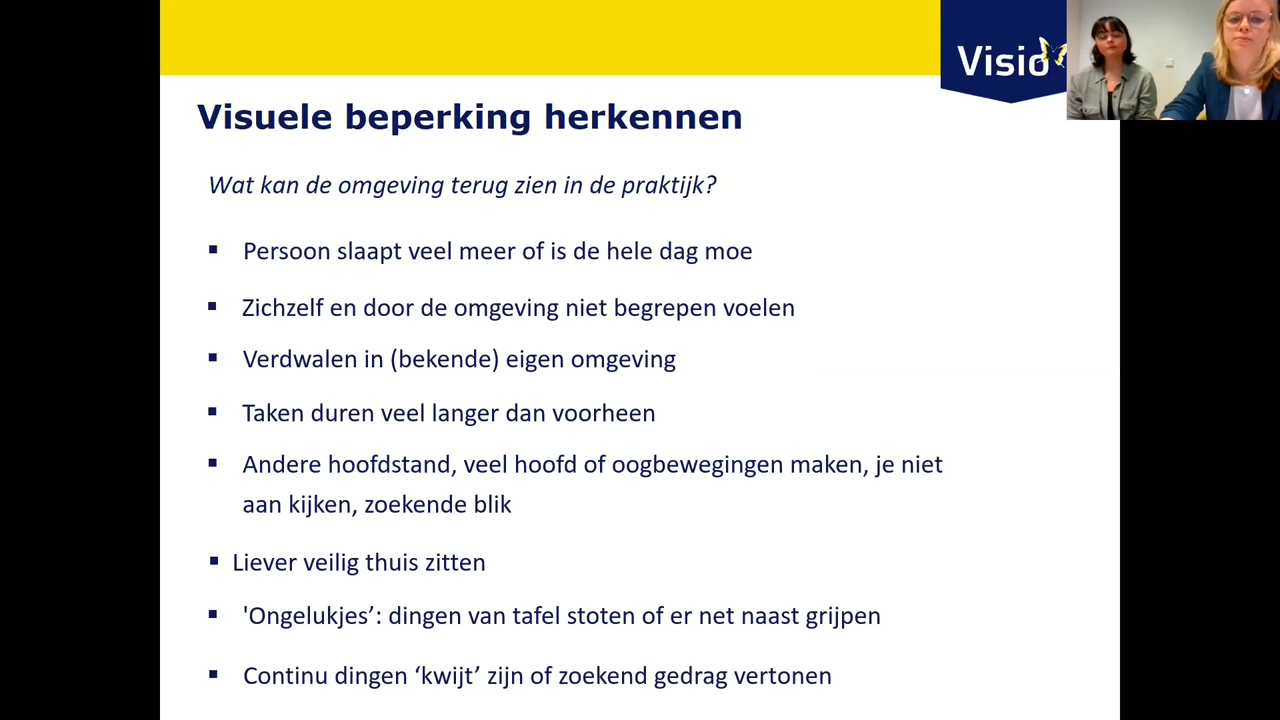 Visio
Visuele beperking herkennen
Wat kan de omgeving terug zien in de praktijk?
▪ Persoon slaapt veel meer of is de hele dag moe
▪ Zichzelf en door de omgeving niet begrepen voelen
▪ Verdwalen in (bekende) eigen omgeving
▪ Taken duren veel langer dan voorheen
▪ Andere hoofdstand, veel hoofd of oogbewegingen maken, je niet
aan kijken, zoekende blik
▪ Liever veilig thuis zitten
▪ 'Ongelukjes’: dingen van tafel stoten of er net naast grijpen
▪ Continu dingen ‘kwijt’ zijn of zoekend gedrag vertonen